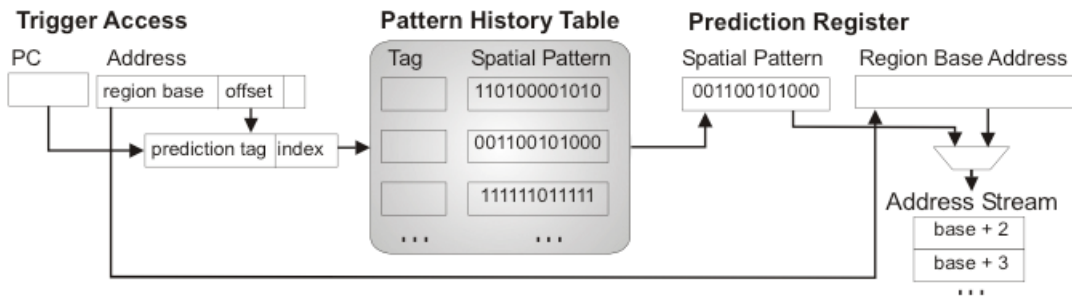 Trigger Access
Pattern History Table
Prediction Register
PC
Address
Tag
Spatial Pattern
Spatial Pattern
Region Base Address
region base
offset
110100001010
001100101000
prediction tag
index
001100101000
111111011111
Address Stream
base + 2
base + 3
...
...
...